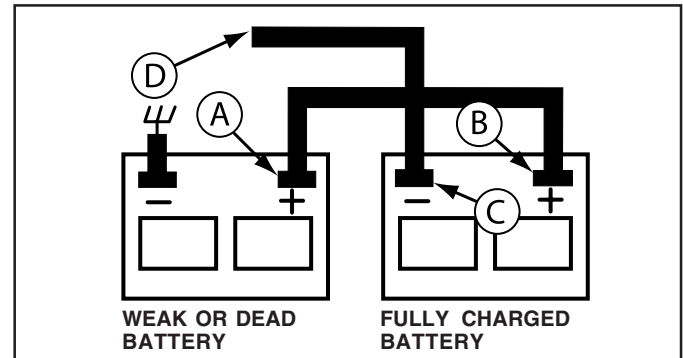 D
A
B
C
–
+
–
+
WEAK OR DEAD
BATTERY
FULLY CHARGED
BATTERY